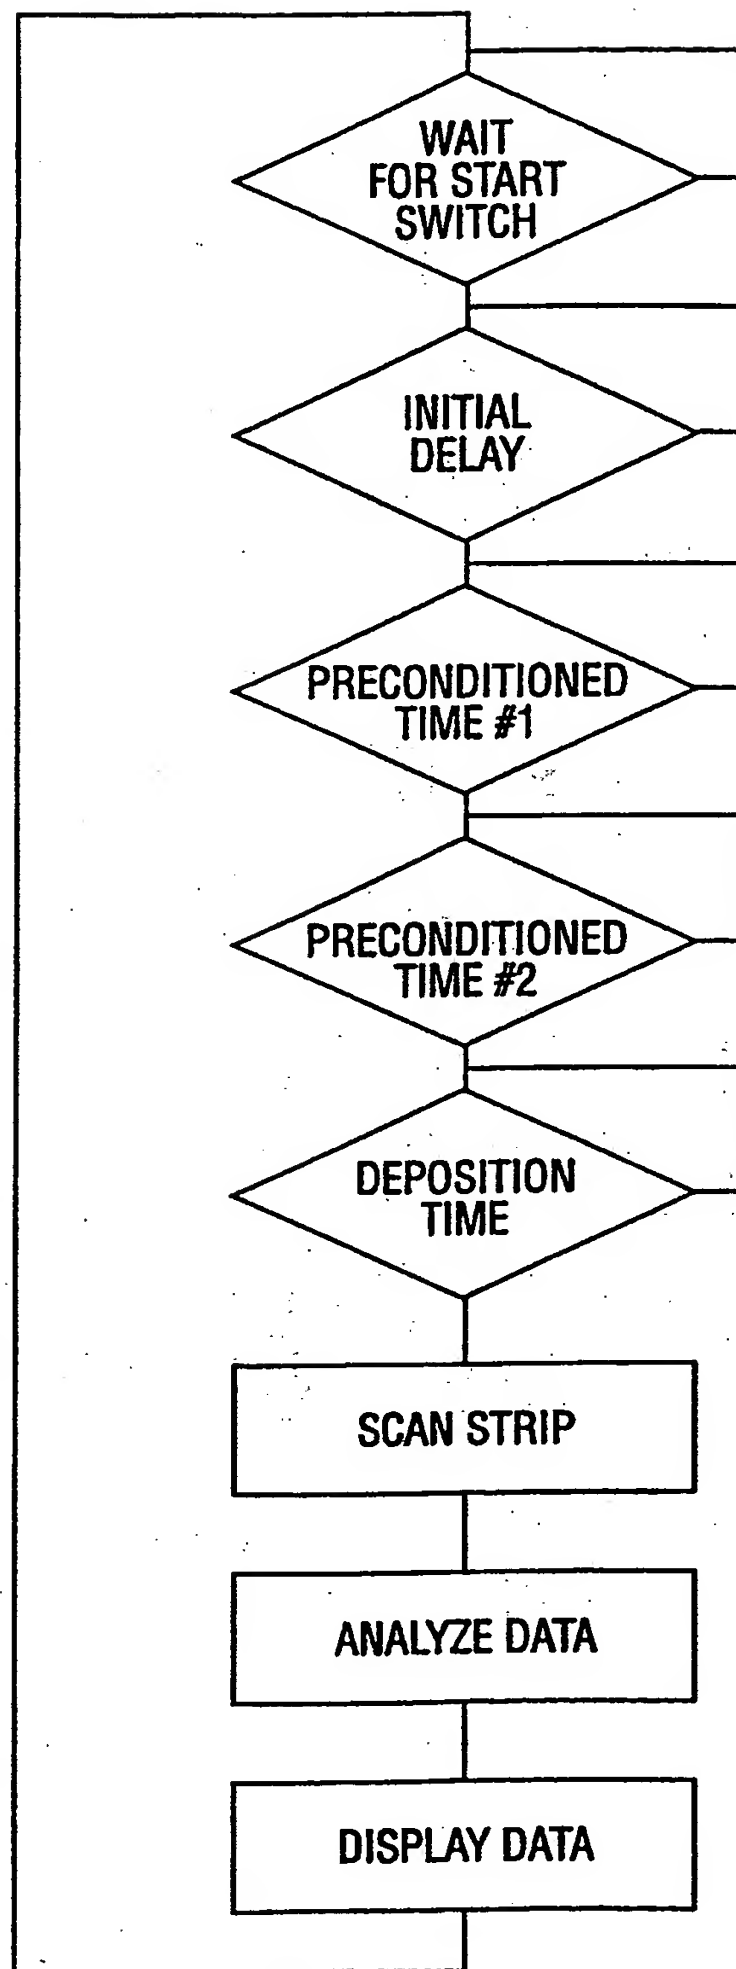 WAIT
FOR START
SWITCH
INITIAL
DELAY
PRECONDITIONED
TIME #1
PRECONDITIONED
TIME #2
DEPOSITION
TIME
SCAN STRIP
ANALYZE DATA
DISPLAY DATA